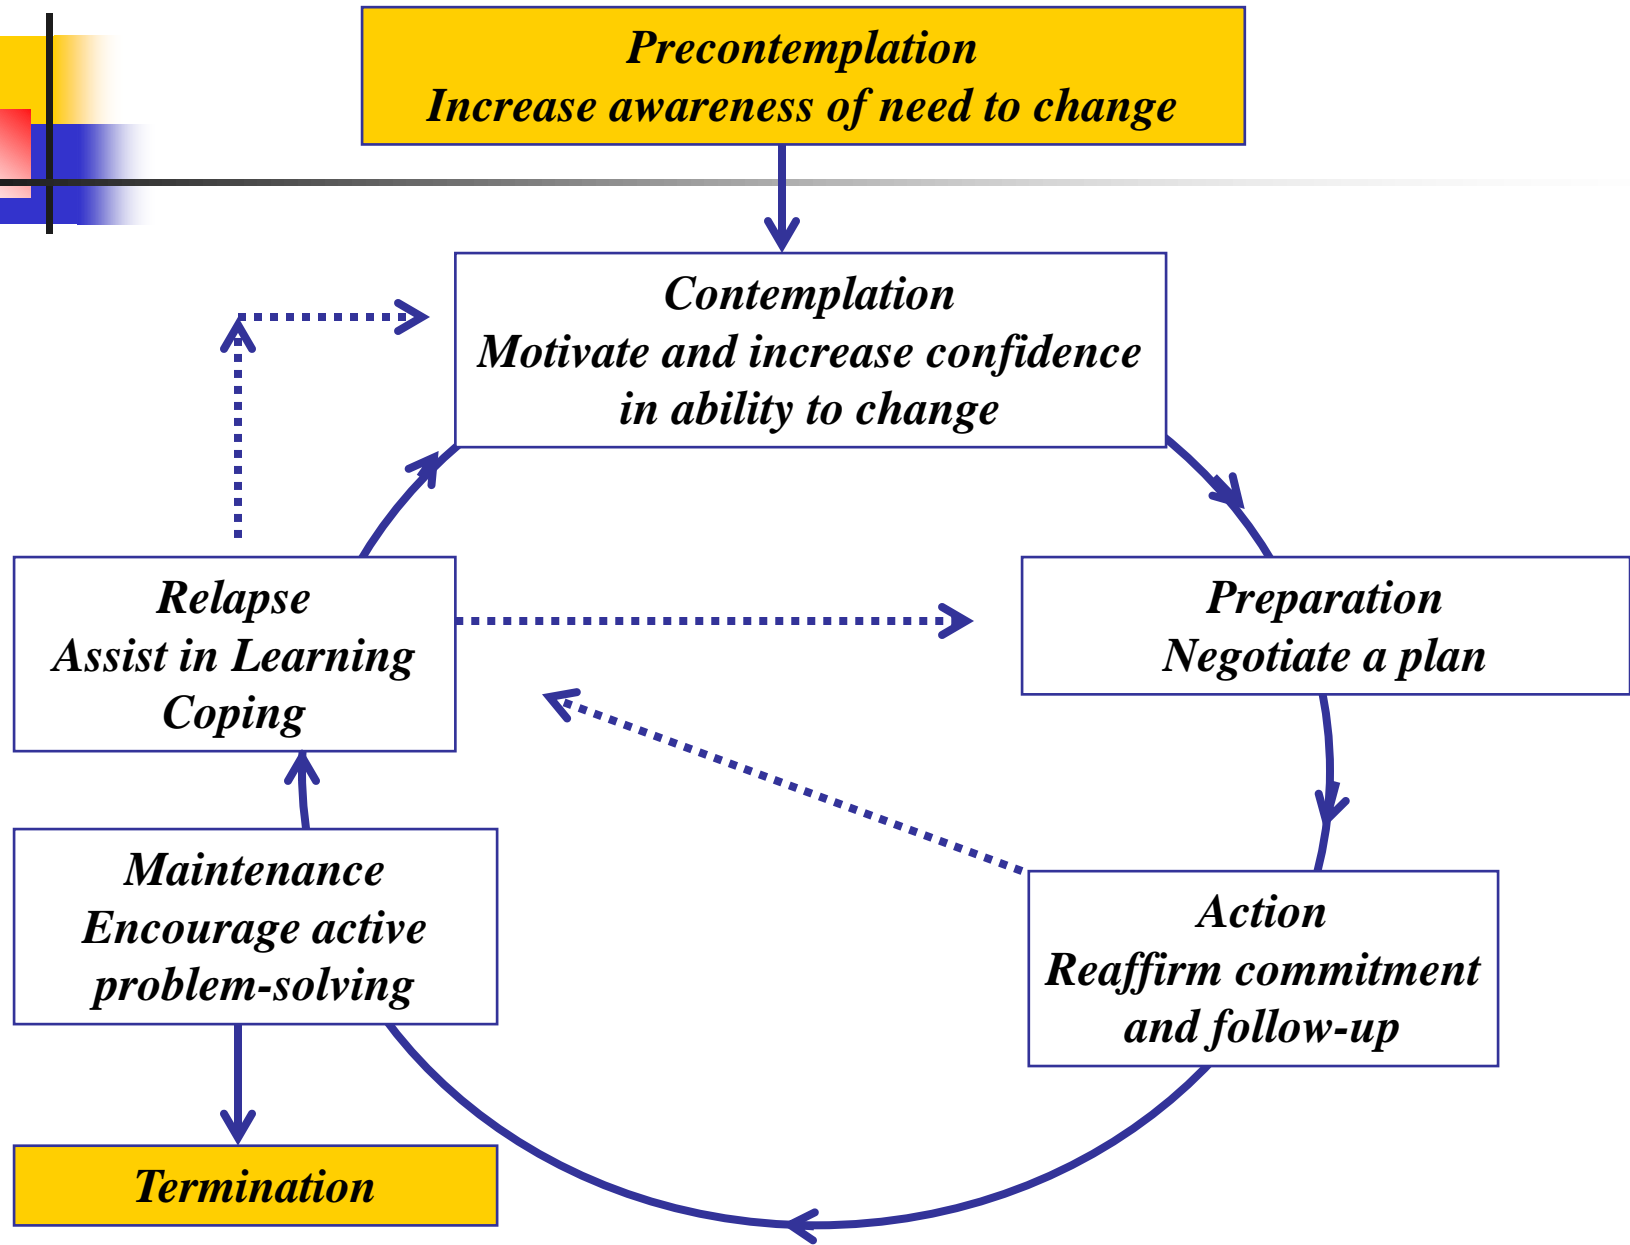 Precontemplation
Increase awareness of need to change
Contemplation
Motivate and increase confidence
in ability to change
Relapse
Assist in Learning
Coping
Preparation
Negotiate a plan
Maintenance
Encourage active
problem-solving
Action
Reaffirm commitment
and follow-up
Termination